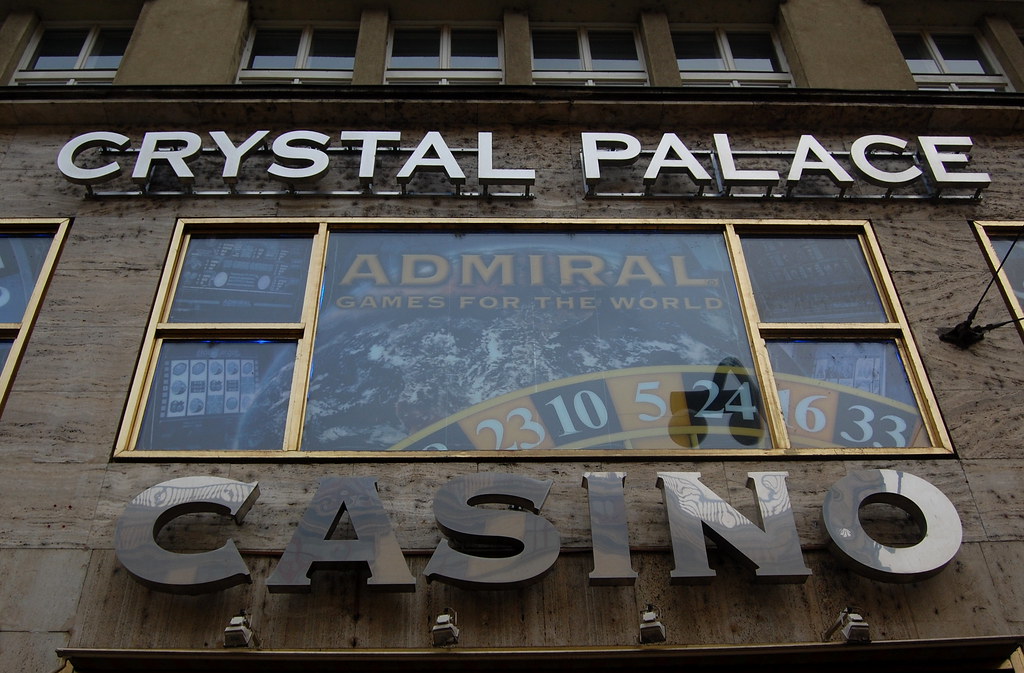 CRYSTAL PALACE
ADMIRAL
GAMES FOR THE WORLD
23 10 5 24 16 33
CASINO